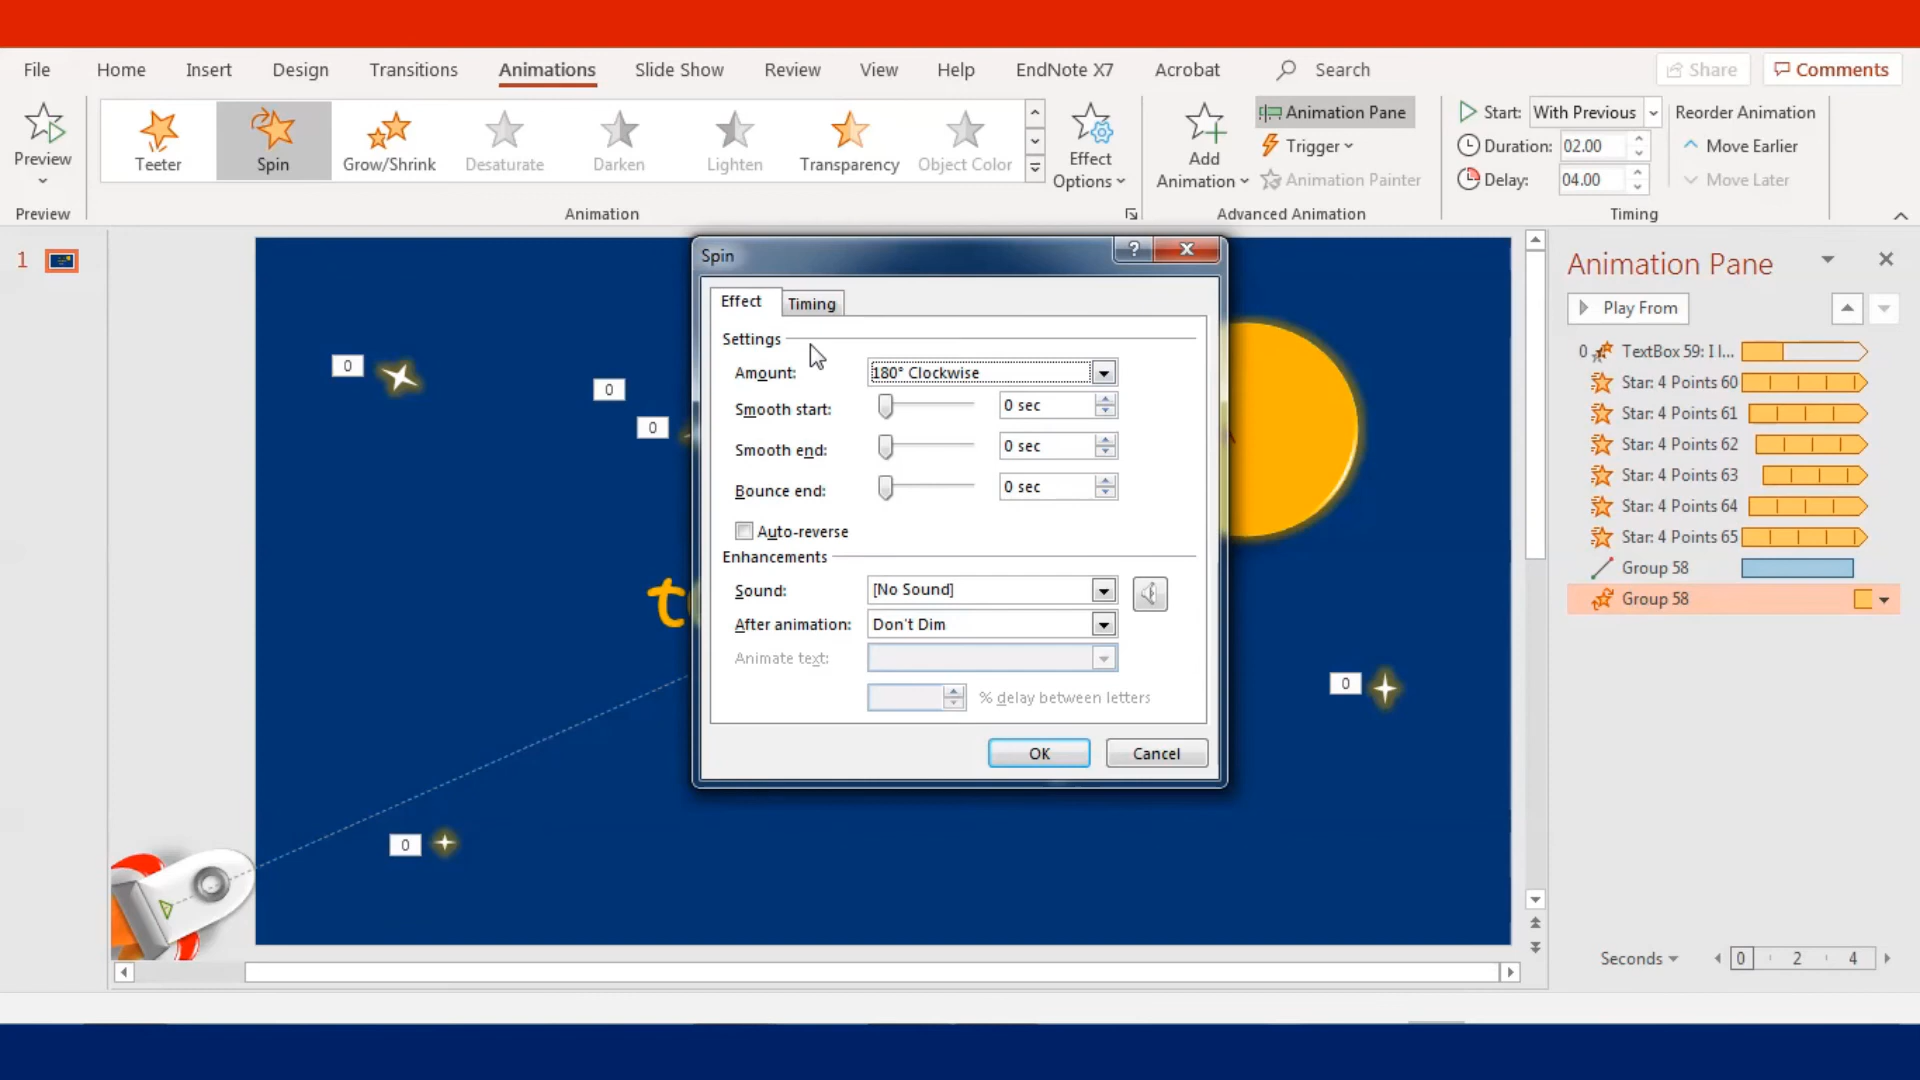 File Home Insert Design Transitions Animations Slide Show Review View Help EndNote X7 Acrobat Search Share Comments
Preview
Teeter
Spin
Grow/Shrink
Desaturate
Darken
Lighten
Transparency
Object Color
Effect
Options
Add
Animation
Animation Pane
Trigger
Animation Painter
Start: With Previous
Duration: 02.00
Delay: 04.00
Reorder Animation
Move Earlier
Move Later
Preview
Animation
Advanced Animation
Timing
1
0
0
0
0
0
Spin
?
Effect
Timing
Settings
Amount: 180° Clockwise
Smooth start: 0 sec
Smooth end: 0 sec
Bounce end: 0 sec
Auto-reverse
Enhancements
Sound: [No Sound]
After animation: Don't Dim
Animate text:
% delay between letters
OK
Cancel
Animation Pane
Play From
0 TextBox 59: I l...
Star: 4 Points 60
Star: 4 Points 61
Star: 4 Points 62
Star: 4 Points 63
Star: 4 Points 64
Star: 4 Points 65
Group 58
Group 58
Seconds 0 2 4